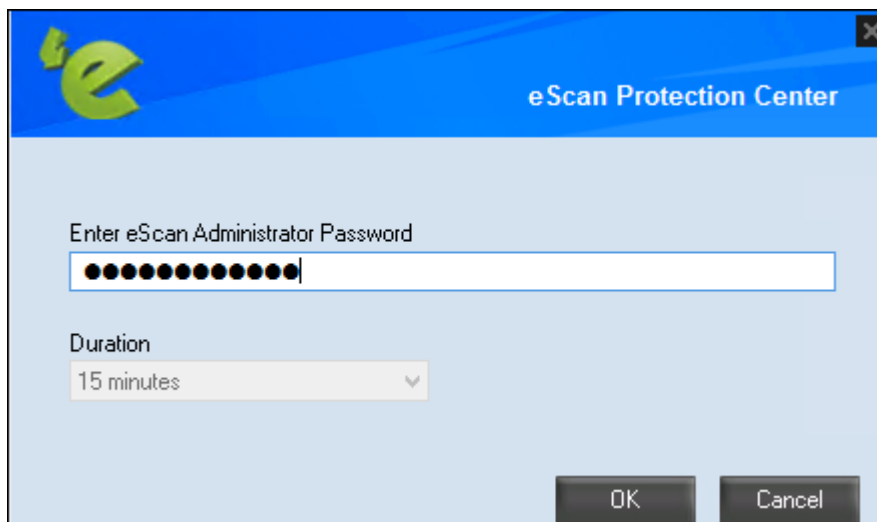 eScan Protection Center
Enter eScan Administrator Password
●●●●●●●●●●●●
Duration
15 minutes
OK Cancel